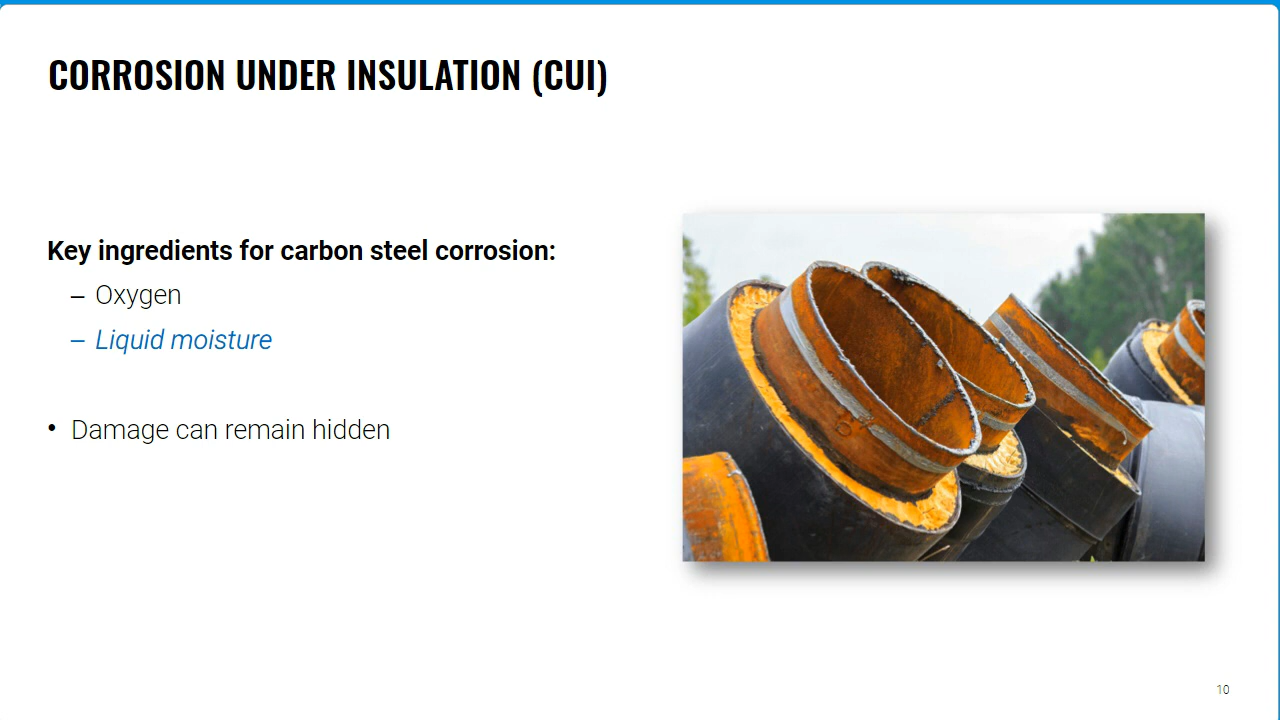 CORROSION UNDER INSULATION (CUI)
Key ingredients for carbon steel corrosion:
– Oxygen
– Liquid moisture
• Damage can remain hidden
10